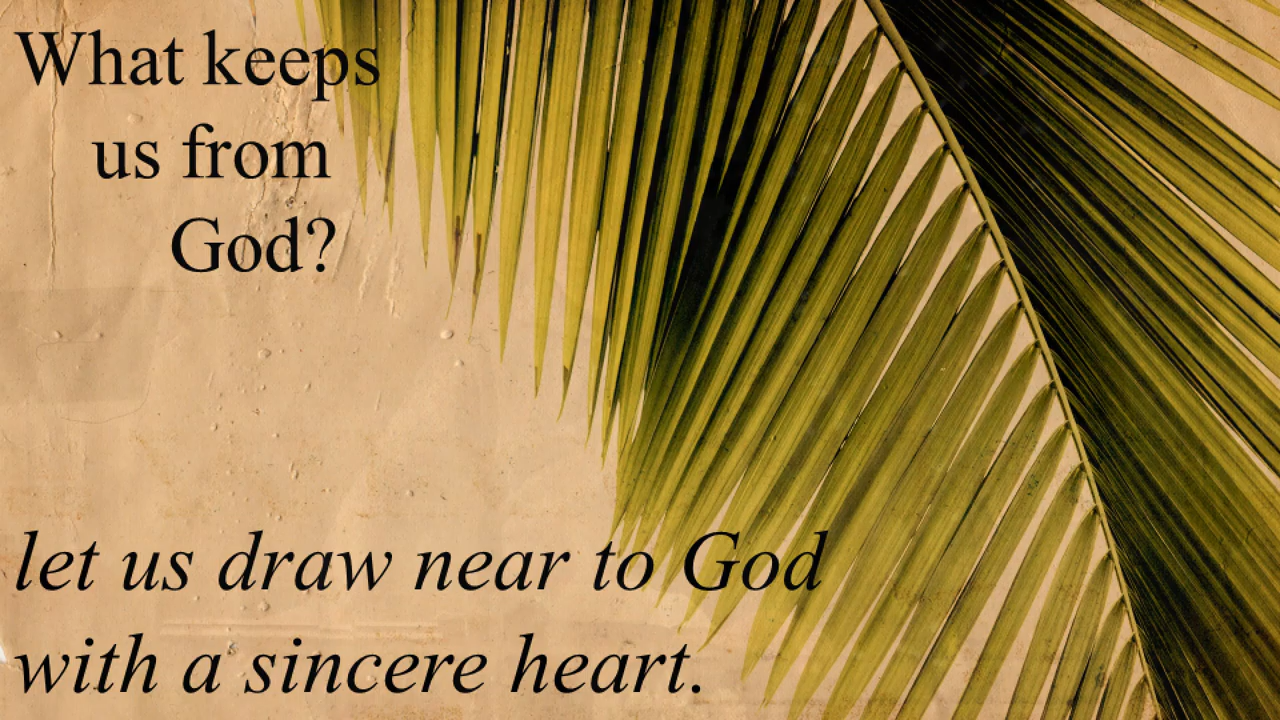 What keeps
us from
God?
let us draw near to God
with a sincere heart.